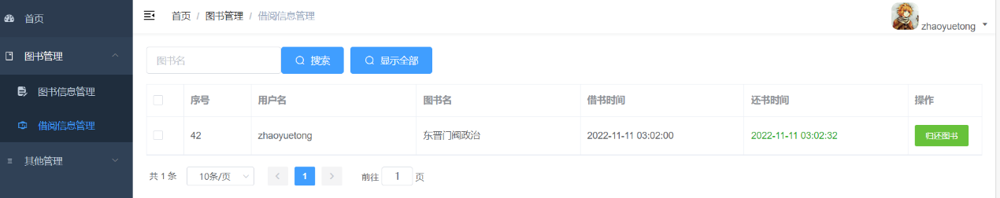 首页
图书管理
图书信息管理
借阅信息管理
其他管理
首页 / 图书管理 / 借阅信息管理
zhaoyuetong
图书名 搜索 显示全部
序号 用户名 图书名 借书时间 还书时间 操作
42 zhaoyuetong 东晋门阀政治 2022-11-11 03:02:00 2022-11-11 03:02:32 归还图书
共 1 条 10条/页 1 前往 1 页